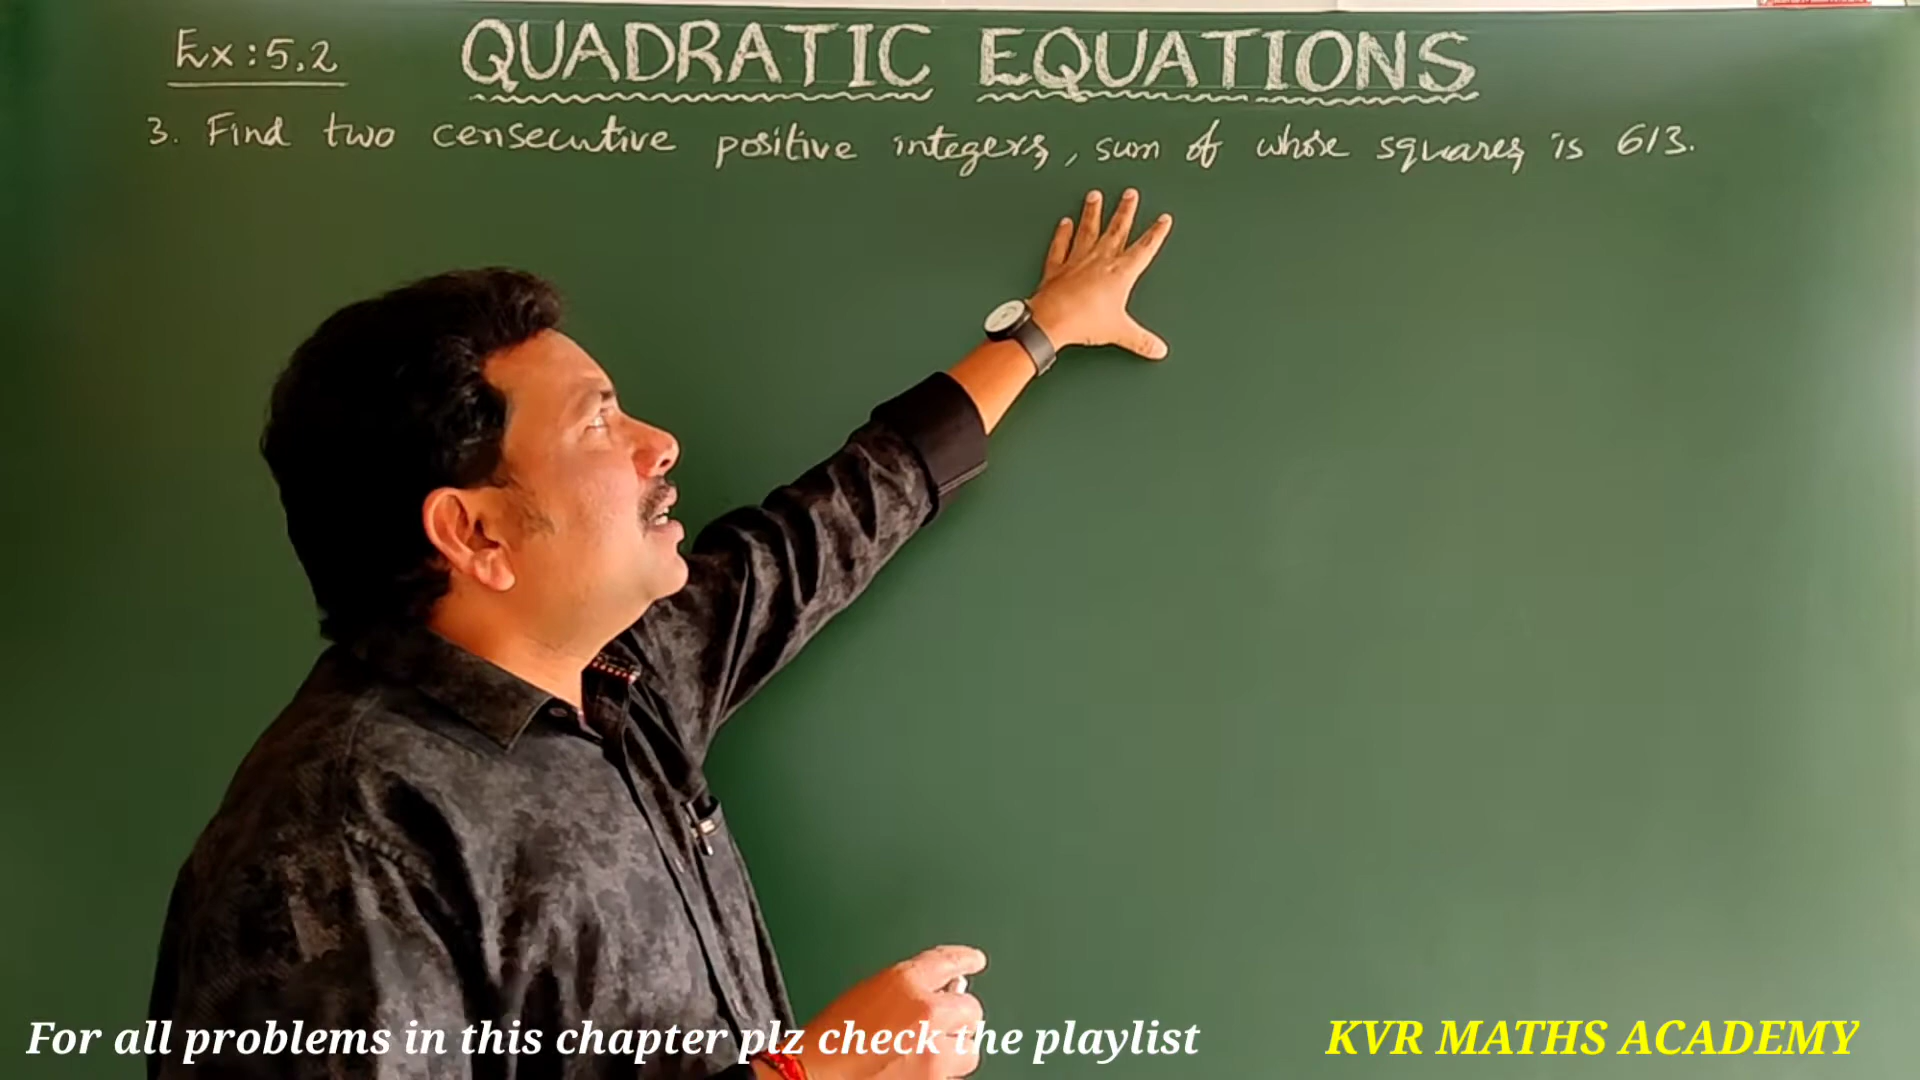 Ex : 5.2
QUADRATIC EQUATIONS
3. Find two consecutive positive integers, sum of whose squares is 613.
For all problems in this chapter plz check the playlist
KVR MATHS ACADEMY